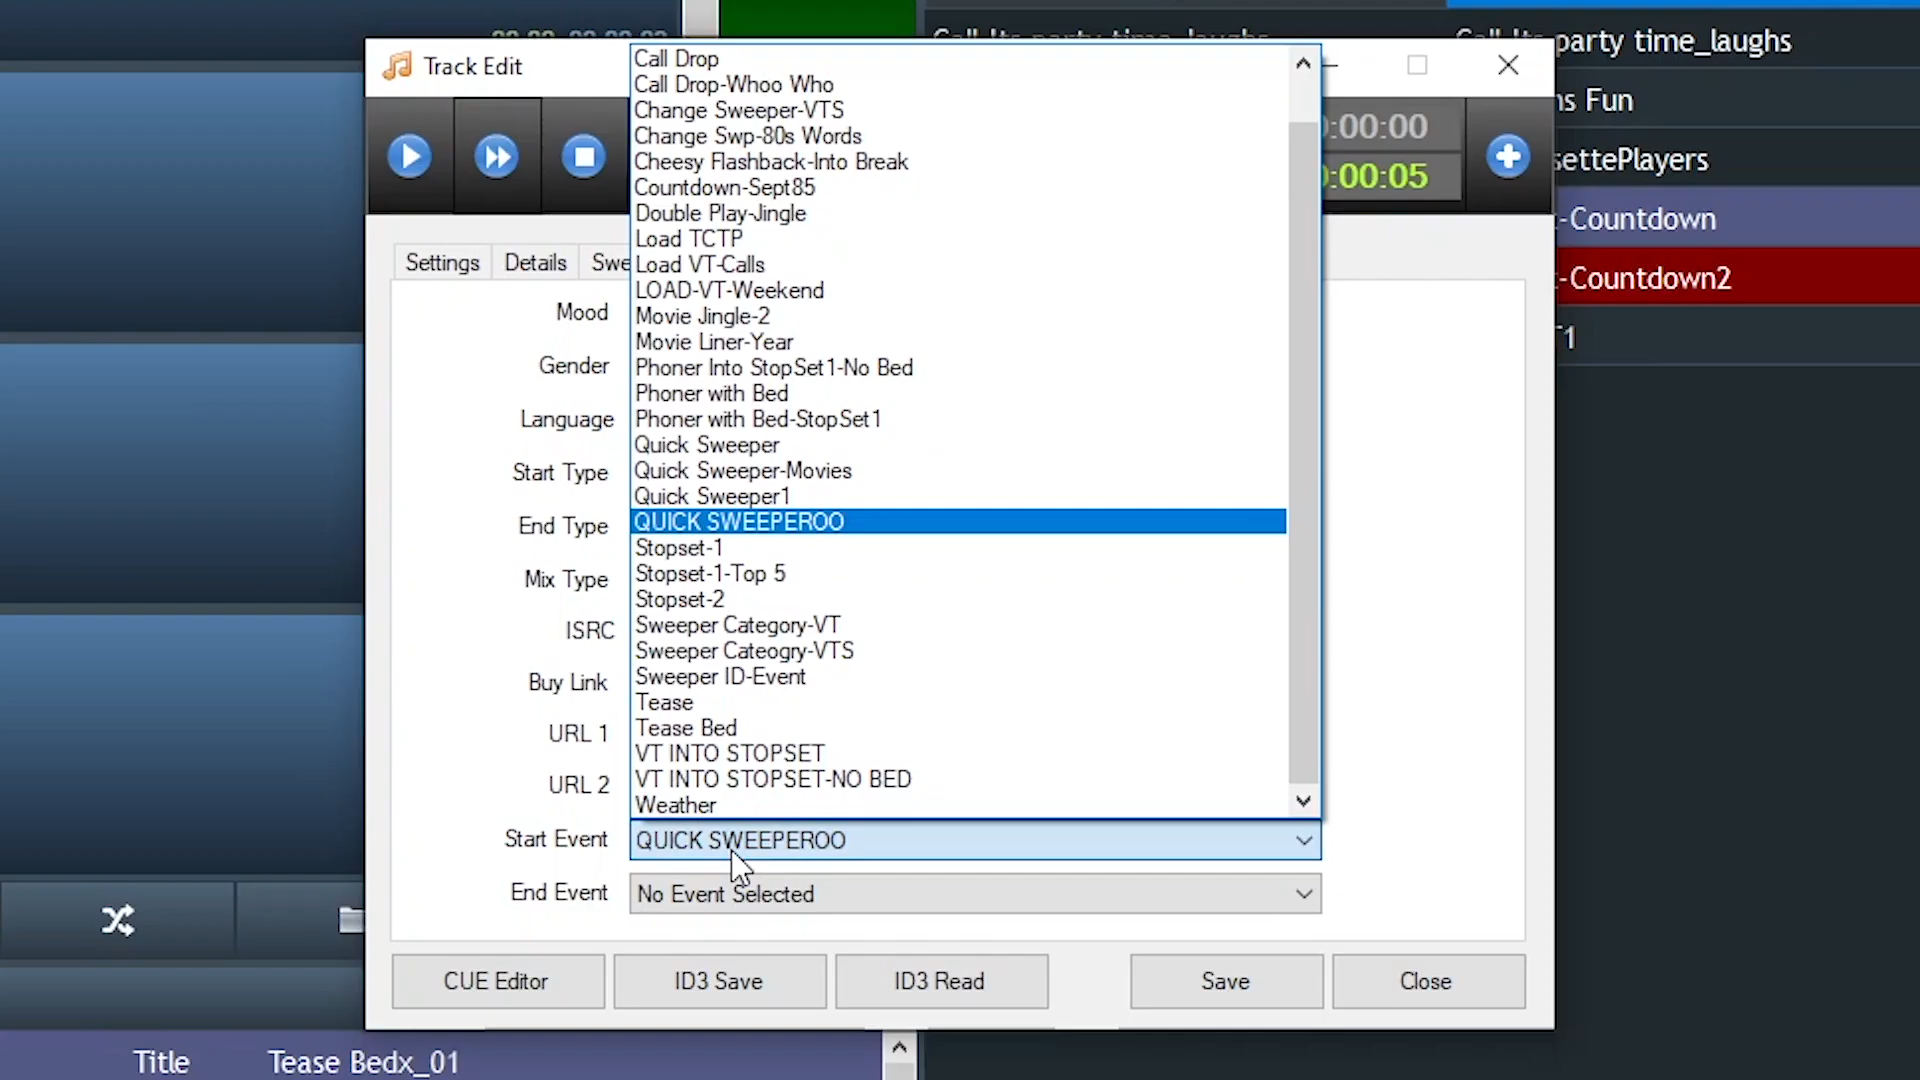 Track Edit
Call Drop
Call Drop-Whoo Who
Change Sweeper-VTS
Change Swp-80s Words
Cheesy Flashback-Into Break
Countdown-Sept85
Double Play-Jingle
Load TCTP
Load VT-Calls
LOAD-VT-Weekend
Movie Jingle-2
Movie Liner-Year
Phoner Into StopSet1-No Bed
Phoner with Bed
Phoner with Bed-StopSet1
Quick Sweeper
Quick Sweeper-Movies
Quick Sweeper1
QUICK SWEEPEROO
Stopset-1
Stopset-1-Top 5
Stopset-2
Sweeper Category-VT
Sweeper Cateogry-VTS
Sweeper ID-Event
Tease
Tease Bed
VT INTO STOPSET
VT INTO STOPSET-NO BED
Weather
:00:00
:00:05
Settings Details Swe
Mood
Gender
Language
Start Type
End Type
Mix Type
ISRC
Buy Link
URL 1
URL 2
Start Event QUICK SWEEPEROO
End Event No Event Selected
CUE Editor ID3 Save ID3 Read Save Close
party time_laughs
ns Fun
settePlayers
-Countdown
-Countdown2
T1
Title Tease Bedx_01